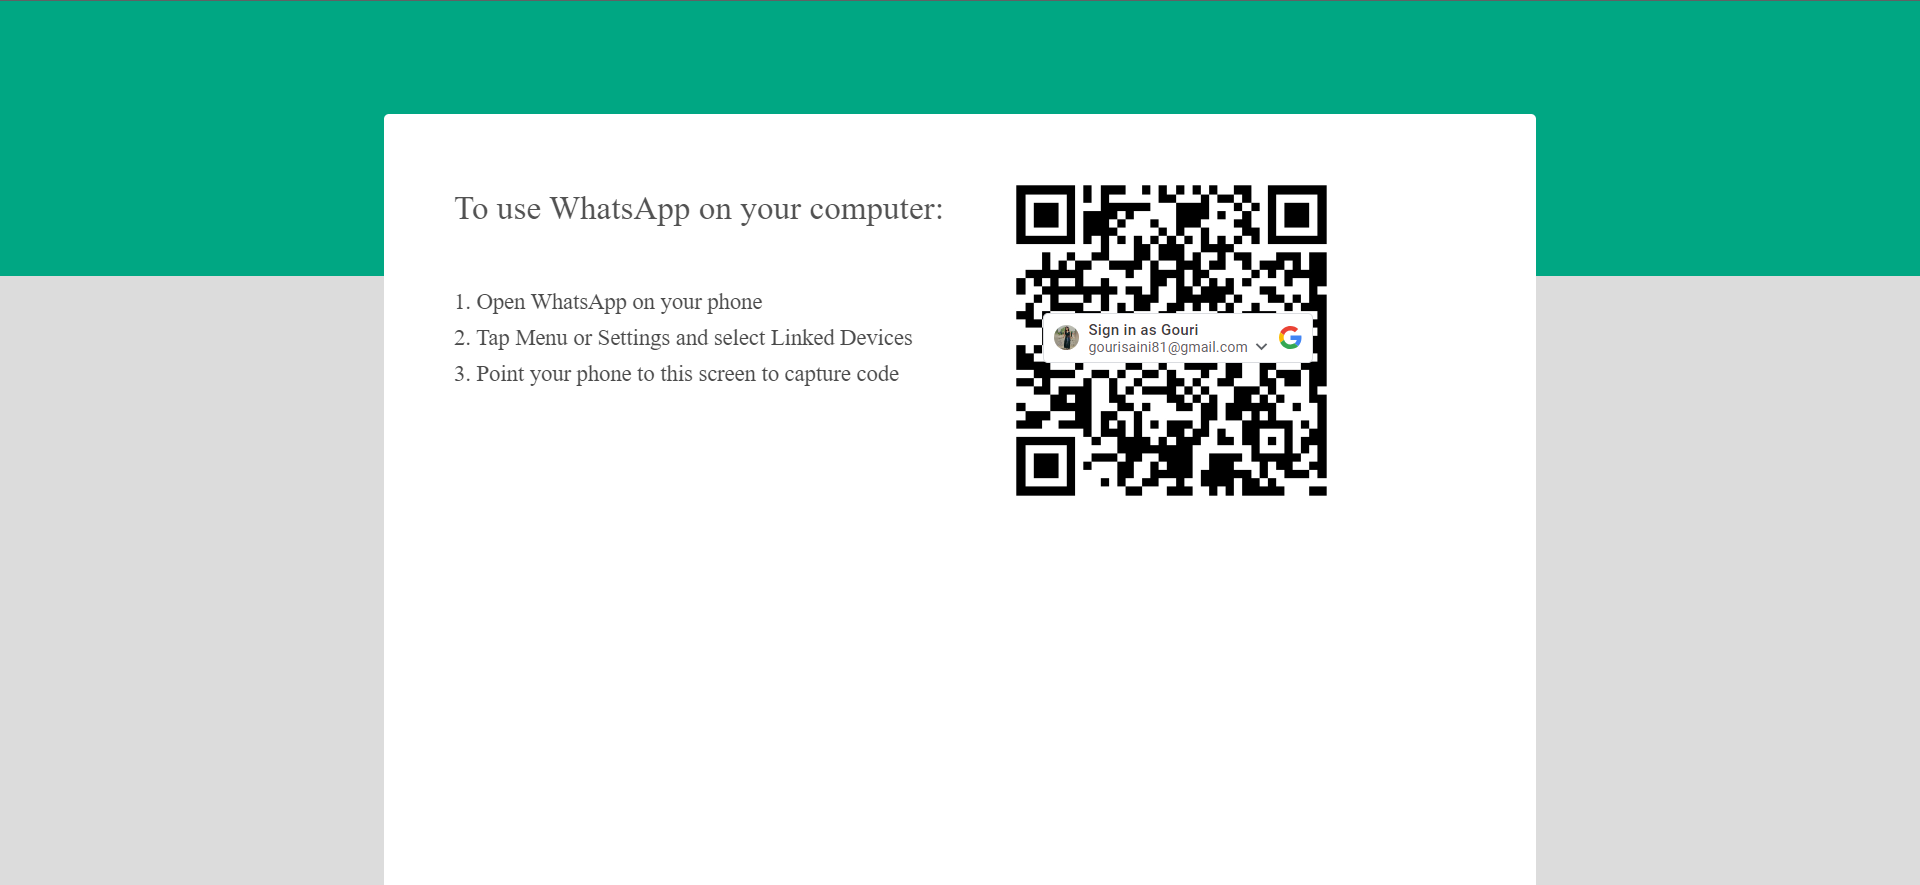 To use WhatsApp on your computer:
1. Open WhatsApp on your phone
2. Tap Menu or Settings and select Linked Devices
3. Point your phone to this screen to capture code
Sign in as Gouri
gourisaini81@gmail.com